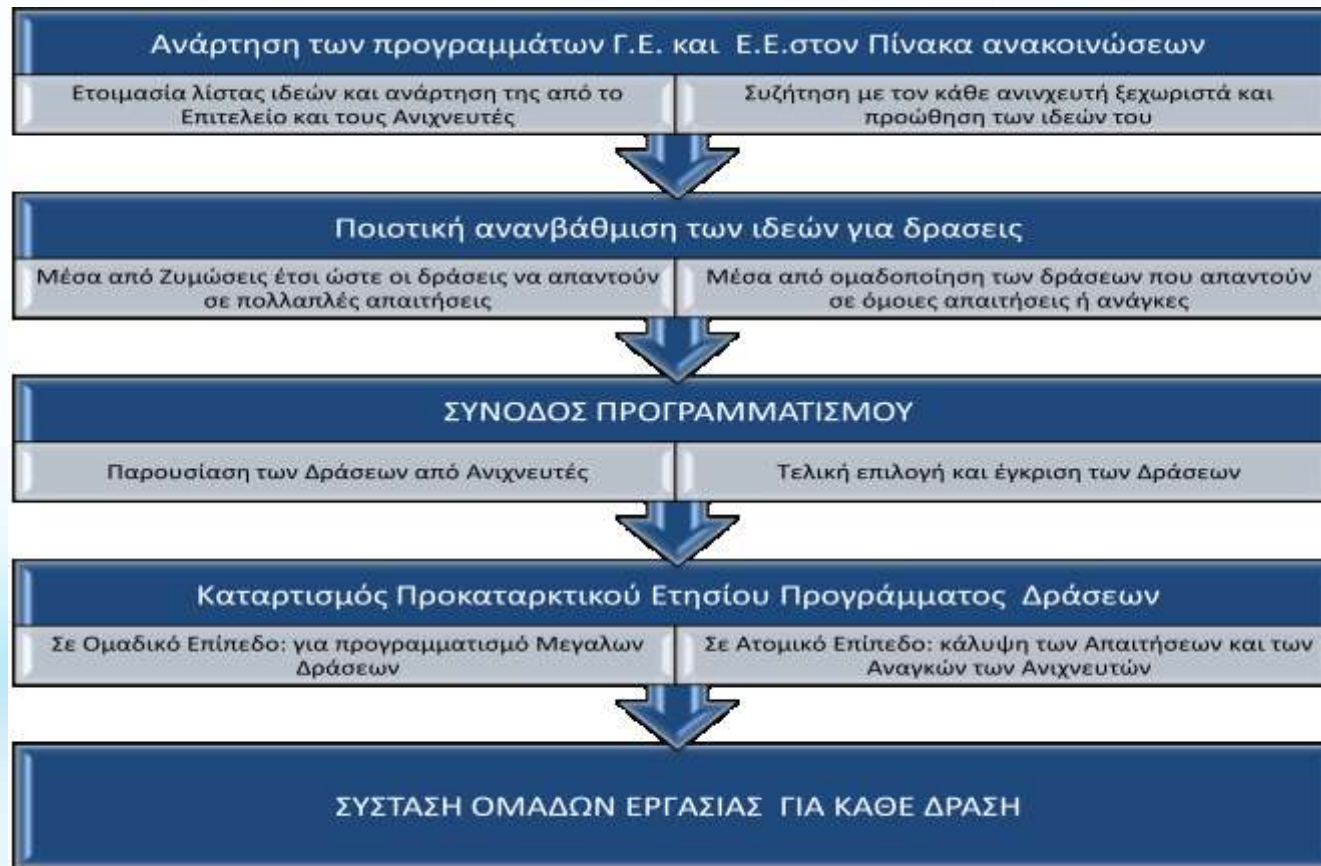 Ανάρτηση των προγραμμάτων Γ.Ε. και Ε.Ε.στον Πίνακα ανακοινώσεων
Ετοιμασία λίστας ιδεών και ανάρτηση της από το
Επιτελείο και τους Ανιχνευτές
Συζήτηση με τον κάθε ανινχευτή ξεχωριστά και
προώθηση των ιδεών του
Ποιοτική ανανβάθμιση των ιδεών για δρασεις
Μέσα από Ζυμώσεις έτσι ώστε οι δράσεις να απαντούν
σε πολλαπλές απαιτήσεις
Μέσα από ομαδοποίηση των δράσεων που απαντούν
σε όμοιες απαιτήσεις ή ανάγκες
ΣΥΝΟΔΟΣ ΠΡΟΓΡΑΜΜΑΤΙΣΜΟΥ
Παρουσίαση των Δράσεων από Ανιχνευτές
Τελική επιλογή και έγκριση των Δράσεων
Καταρτισμός Προκαταρκτικού Ετησίου Προγράμματος Δράσεων
Σε Ομαδικό Επίπεδο: για προγραμματισμό Μεγαλων
Δράσεων
Σε Ατομικό Επίπεδο: κάλυψη των Απαιτήσεων και των
Αναγκών των Ανιχνευτών
ΣΥΣΤΑΣΗ ΟΜΑΔΩΝ ΕΡΓΑΣΙΑΣ ΓΙΑ ΚΑΘΕ ΔΡΑΣΗ